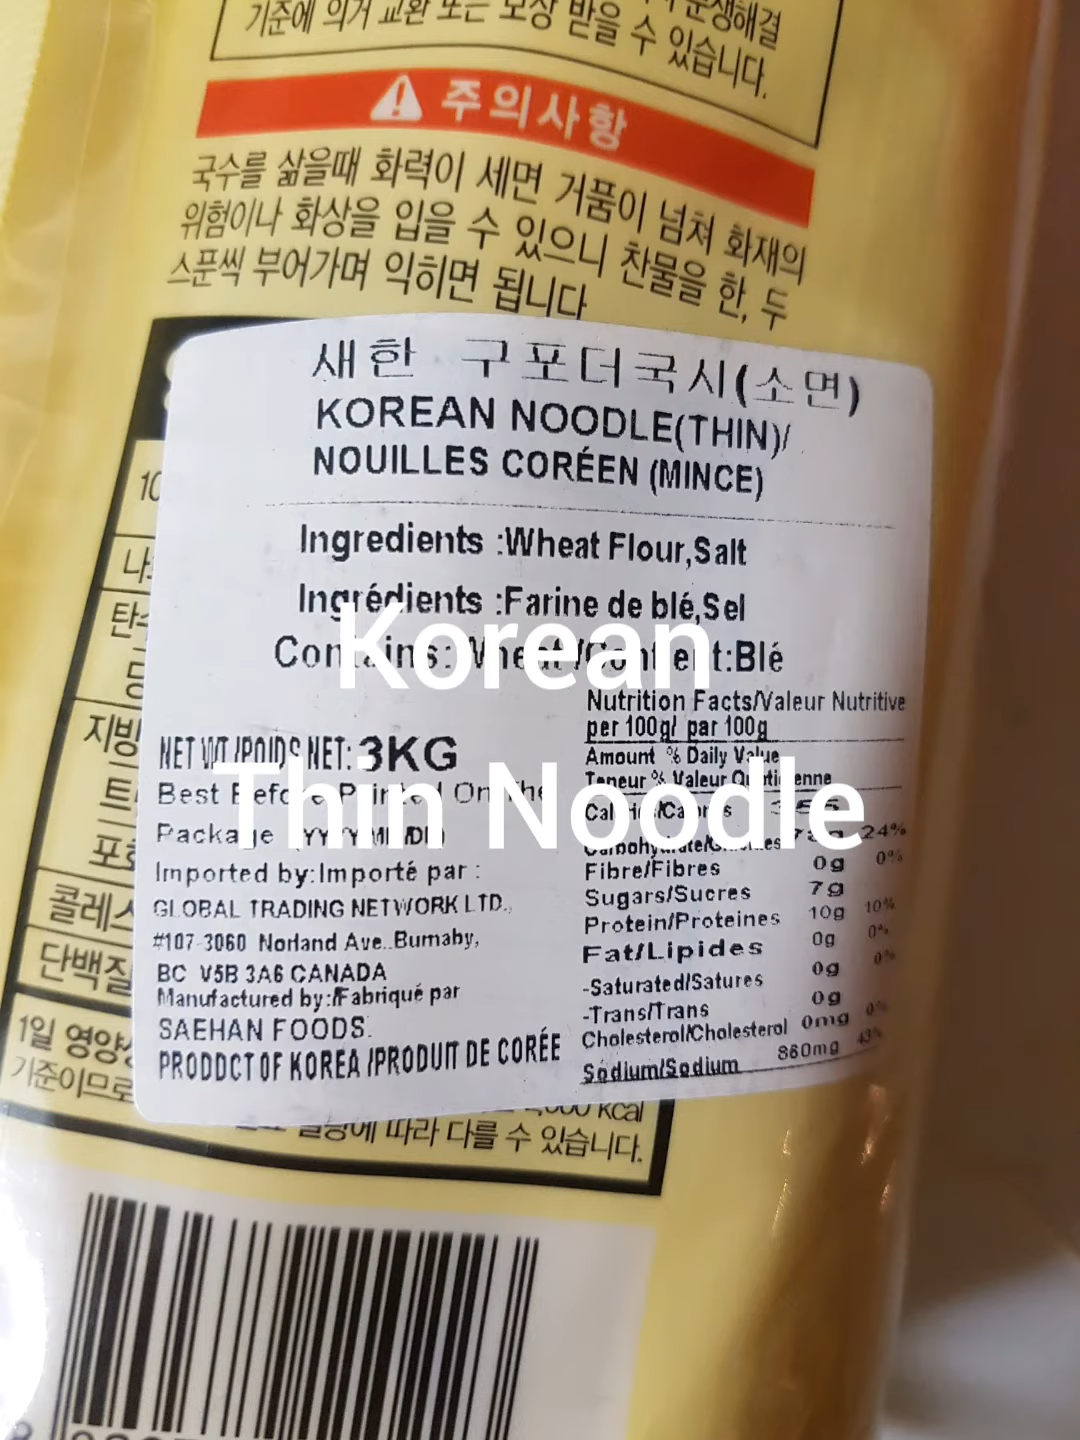 기준에 의거 교환 또는 보상 받을 수 있습니다.
주의사항
국수를 삶을때 화력이 세면 거품이 넘쳐 화재의
위험이나 화상을 입을 수 있으니 찬물을 한, 두
스푼씩 부어가며 익히면 됩니다
새한 구포더국시(소면)
KOREAN NOODLE(THIN)/
NOUILLES CORÉEN (MINCE)
Ingredients :Wheat Flour,Salt
Ingrédients :Farine de blé,Sel
Contains: Wheat/Contient:Blé
Korean
Thin Noodle
NET WT /POIDS NET: 3KG
Best Before Printed On The
Package (YY/MM/DD)
Imported by:Importé par :
GLOBAL TRADING NETWORK LTD.,
#107-3060 Norland Ave..Burnaby,
BC V5B 3A6 CANADA
Manufactured by:/Fabriqué par
SAEHAN FOODS.
PRODDCT OF KOREA /PRODUIT DE CORÉE
Nutrition Facts/Valeur Nutritive
per 100g/ par 100g
Amount % Daily Value
Teneur % Valeur Quotidienne
Calories/Calories
24%
Fibre/Fibres 0g 0%
Sugars/Sucres 7g
Protein/Proteines 10g 10%
Fat/Lipides 0g 0%
-Saturated/Satures 0g 0%
-Trans/Trans 0g
Cholesterol/Cholesterol 0mg 0%
Sodium/Sodium 860mg 43%
지방
콜레
단백질
1일 영양
기준이므로
kcal
따라 다를 수 있습니다.